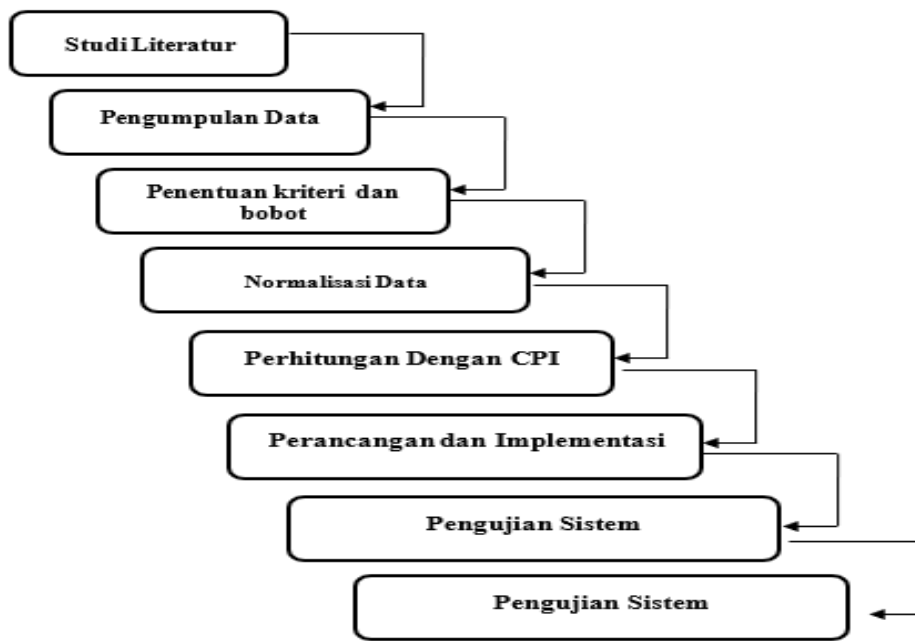 Studi Literatur
Pengumpulan Data
Penentuan kriteri dan
bobot
Normalisasi Data
Perhitungan Dengan CPI
Perancangan dan Implementasi
Pengujian Sistem
Pengujian Sistem